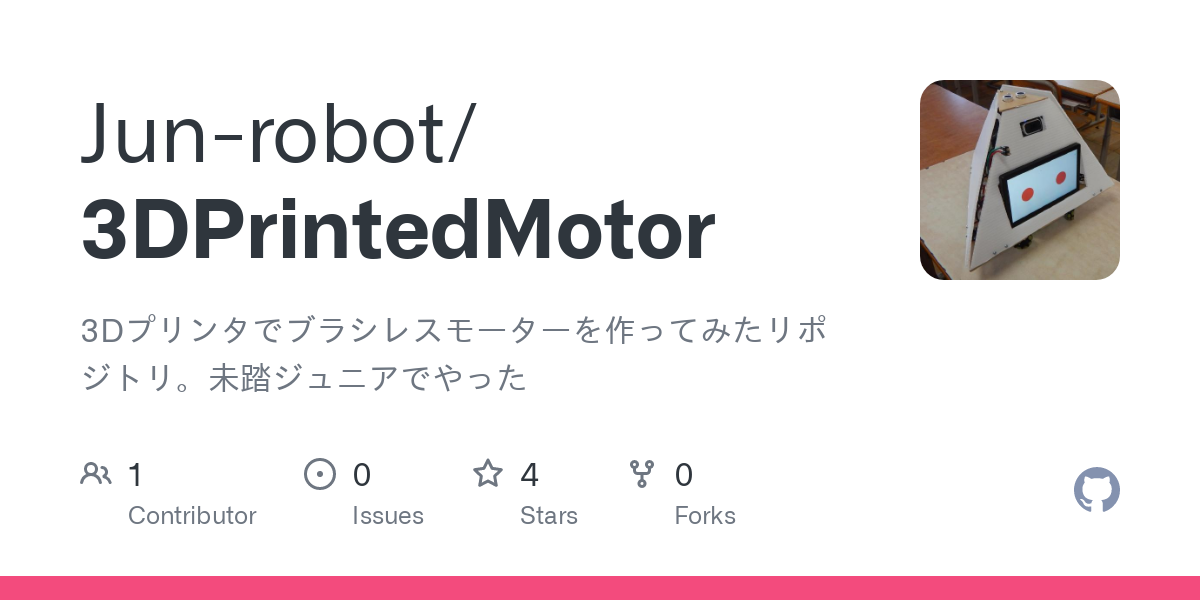 Jun-robot/
3DPrintedMotor
3Dプリンタでブラシレスモーターを作ってみたリポ
ジトリ。未踏ジュニアでやった
1
Contributor
0
Issues
4
Stars
0
Forks